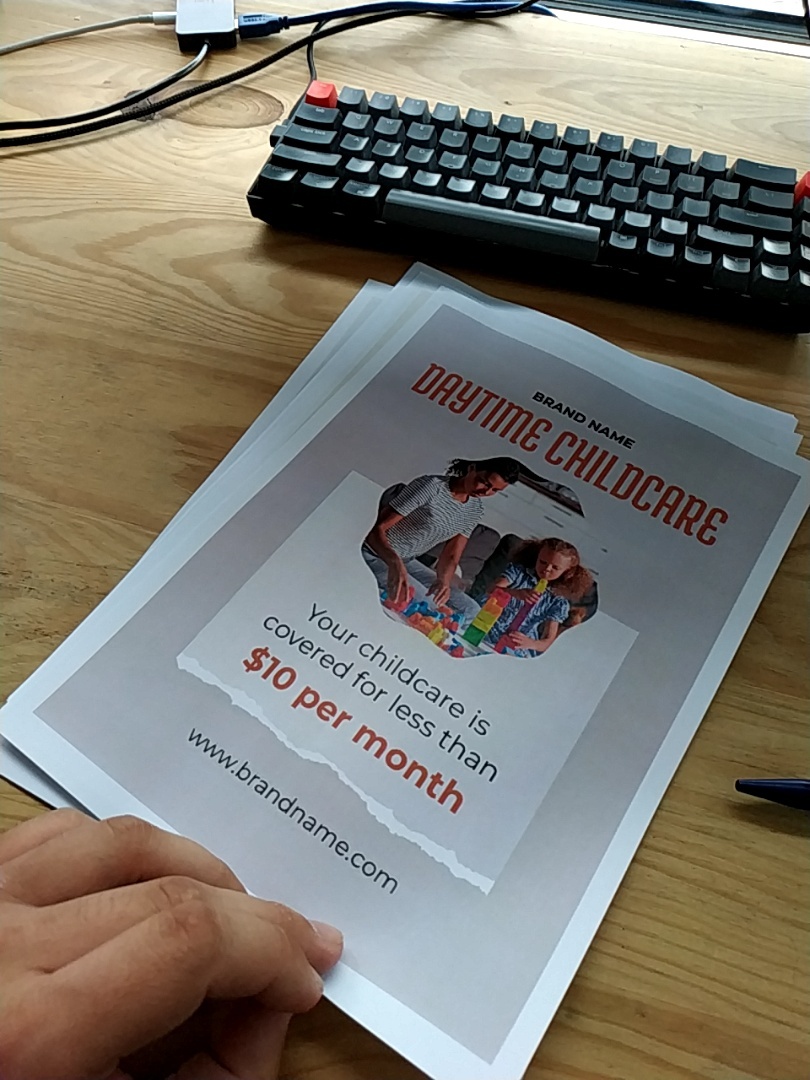 BRAND NAME
DAYTIME CHILDCARE
Your childcare is
covered for less than
$10 per month
www.brandname.com